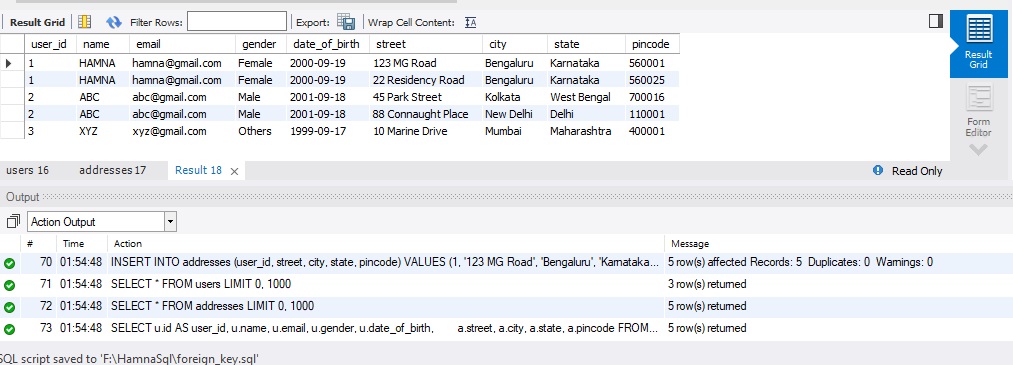 Result Grid Filter Rows: Export: Wrap Cell Content:
user_id name email gender date_of_birth street city state pincode
1 HAMNA hamna@gmail.com Female 2000-09-19 123 MG Road Bengaluru Karnataka 560001
1 HAMNA hamna@gmail.com Female 2000-09-19 22 Residency Road Bengaluru Karnataka 560025
2 ABC abc@gmail.com Male 2001-09-18 45 Park Street Kolkata West Bengal 700016
2 ABC abc@gmail.com Male 2001-09-18 88 Connaught Place New Delhi Delhi 110001
3 XYZ xyz@gmail.com Others 1999-09-17 10 Marine Drive Mumbai Maharashtra 400001
Result
Grid
Form
Editor
users 16 addresses 17 Result 18 Read Only
Output
Action Output
# Time Action Message
70 01:54:48 INSERT INTO addresses (user_id, street, city, state, pincode) VALUES (1, '123 MG Road', 'Bengaluru', 'Karnataka... 5 row(s) affected Records: 5 Duplicates: 0 Warnings: 0
71 01:54:48 SELECT * FROM users LIMIT 0, 1000 3 row(s) returned
72 01:54:48 SELECT * FROM addresses LIMIT 0, 1000 5 row(s) returned
73 01:54:48 SELECT u.id AS user_id, u.name, u.email, u.gender, u.date_of_birth, a.street, a.city, a.state, a.pincode FROM... 5 row(s) returned
SQL script saved to 'F:\HamnaSql\foreign_key.sql'